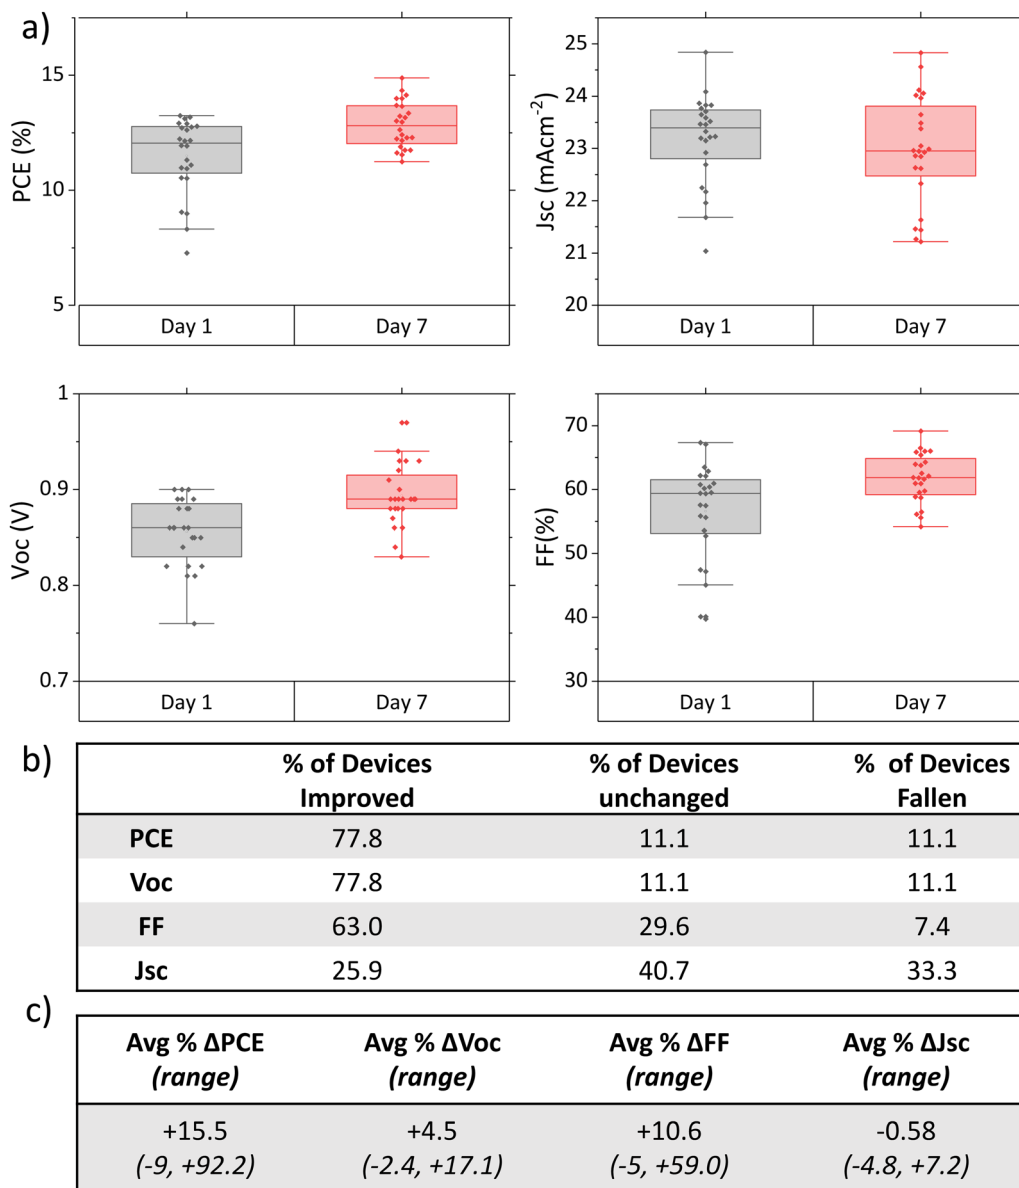 a)
PCE (%)
15
10
5
Day 1
Day 7
Jsc (mAcm⁻²)
25
24
23
22
21
20
Day 1
Day 7
Voc (V)
1
0.9
0.8
0.7
Day 1
Day 7
FF(%)
70
60
50
40
30
Day 1
Day 7
b)
% of Devices Improved
% of Devices unchanged
% of Devices Fallen
PCE 77.8 11.1 11.1
Voc 77.8 11.1 11.1
FF 63.0 29.6 7.4
Jsc 25.9 40.7 33.3
c)
Avg % ΔPCE Avg % ΔVoc Avg % ΔFF Avg % ΔJsc
(range) (range) (range) (range)
+15.5 +4.5 +10.6 -0.58
(-9, +92.2) (-2.4, +17.1) (-5, +59.0) (-4.8, +7.2)